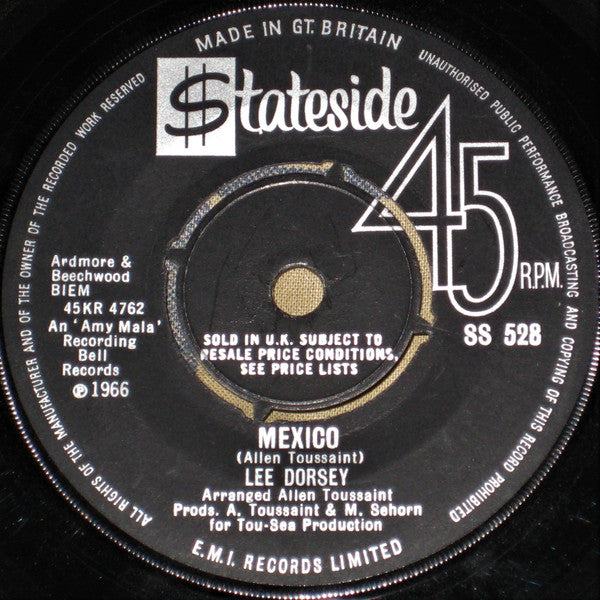 MADE IN GT. BRITAIN
$tateside
45
R.P.M.
UNAUTHORISED PUBLIC PERFORMANCE BROADCASTING AND COPYING OF THIS RECORD PROHIBITED
ALL RIGHTS OF THE MANUFACTURER AND OF THE OWNER OF THE RECORDED WORK RESERVED
Ardmore &
Beechwood
BIEM
45KR 4762
An 'Amy Mala'
Recording
Bell
Records
℗1966
SS 528
SOLD IN U.K. SUBJECT TO
RESALE PRICE CONDITIONS,
SEE PRICE LISTS
MEXICO
(Allen Toussaint)
LEE DORSEY
Arranged Allen Toussaint
Prods. A. Toussaint & M. Sehorn
for Tou-Sea Production
E.M.I. RECORDS LIMITED